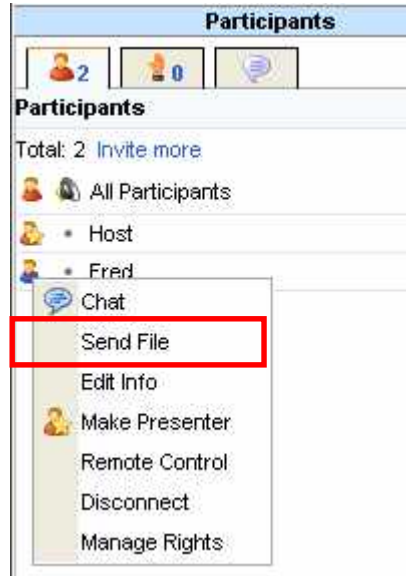 Participants
2 0
Participants
Total: 2 Invite more
All Participants
Host
Fred
Chat
Send File
Edit Info
Make Presenter
Remote Control
Disconnect
Manage Rights